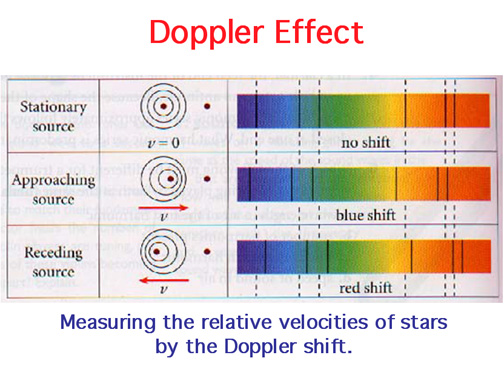 Doppler Effect
Stationary
source
ν = 0
no shift
Approaching
source
ν
blue shift
Receding
source
ν
red shift
Measuring the relative velocities of stars
by the Doppler shift.